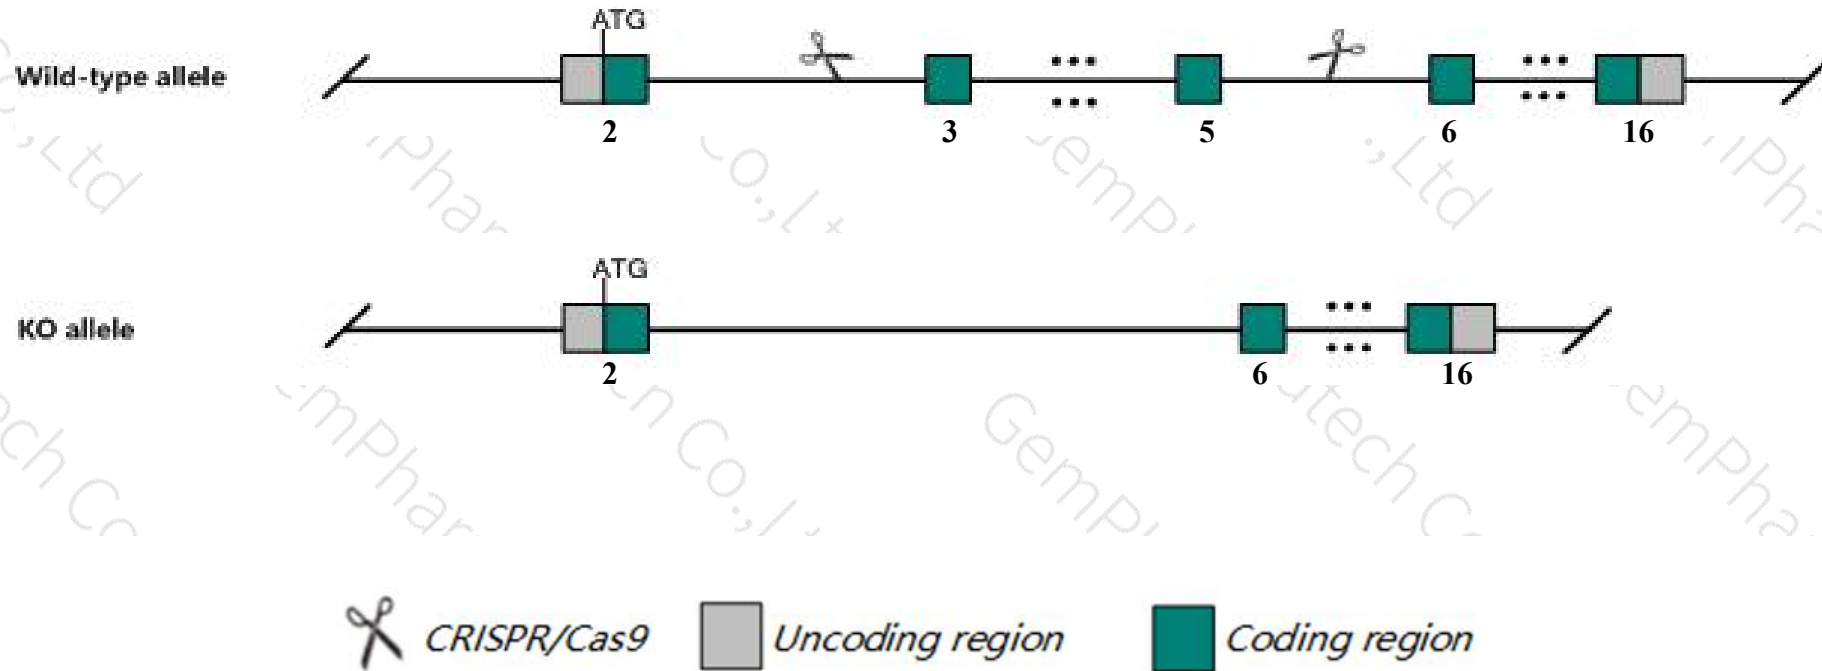 ATG
Wild-type allele
2 3 5 6 16
ATG
KO allele
2 6 16
CRISPR/Cas9 Uncoding region Coding region